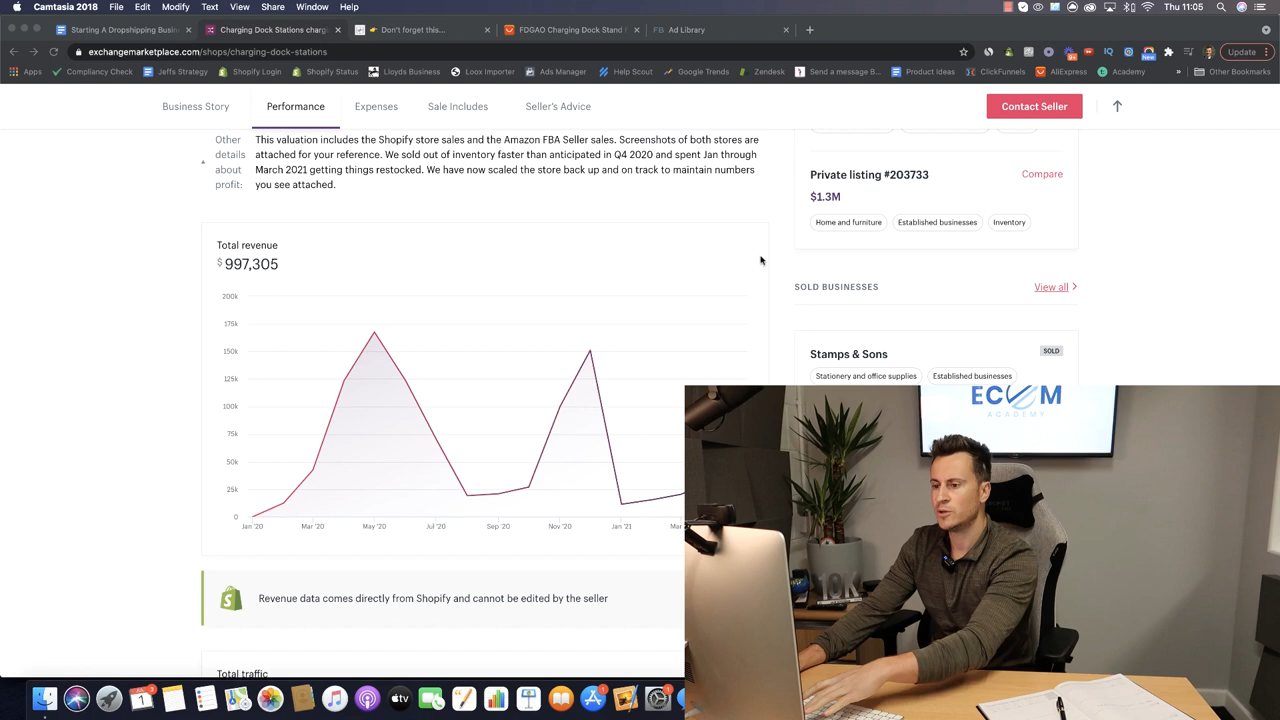 Camtasia 2018 File Edit Modify Text View Share Window Help Sat 1 May 11:05
Starting A Dropshipping Busin
Charging Dock Stations charg
👉 Don't forget this...
FDGAO Charging Dock Stand F
FB Ad Library
exchangemarketplace.com/shops/charging-dock-stations
Update
Apps Compliancy Check Jeffs Strategy Shopify Login Shopify Status Lloyds Business Loox Importer Ads Manager Help Scout Google Trends Zendesk Send a message B... Product Ideas ClickFunnels AliExpress Academy » Other Bookmarks
Business Story Performance Expenses Sale Includes Seller's Advice Contact Seller
Other details about profit:
This valuation includes the Shopify store sales and the Amazon FBA Seller sales. Screenshots of both stores are
attached for your reference. We sold out of inventory faster than anticipated in Q4 2020 and spent Jan through
March 2021 getting things restocked. We have now scaled the store back up and on track to maintain numbers
you see attached.
Private listing #203733 Compare
$1.3M
Home and furniture Established businesses Inventory
Total revenue
$ 997,305
200k
175k
150k
125k
100k
75k
50k
25k
0
Jan '20 Mar '20 May '20 Jul '20 Sep '20 Nov '20 Jan '21 Mar
SOLD BUSINESSES View all
Stamps & Sons SOLD
Stationery and office supplies Established businesses
Revenue data comes directly from Shopify and cannot be edited by the seller
Total traffic
ECOM
ACADEMY
10K